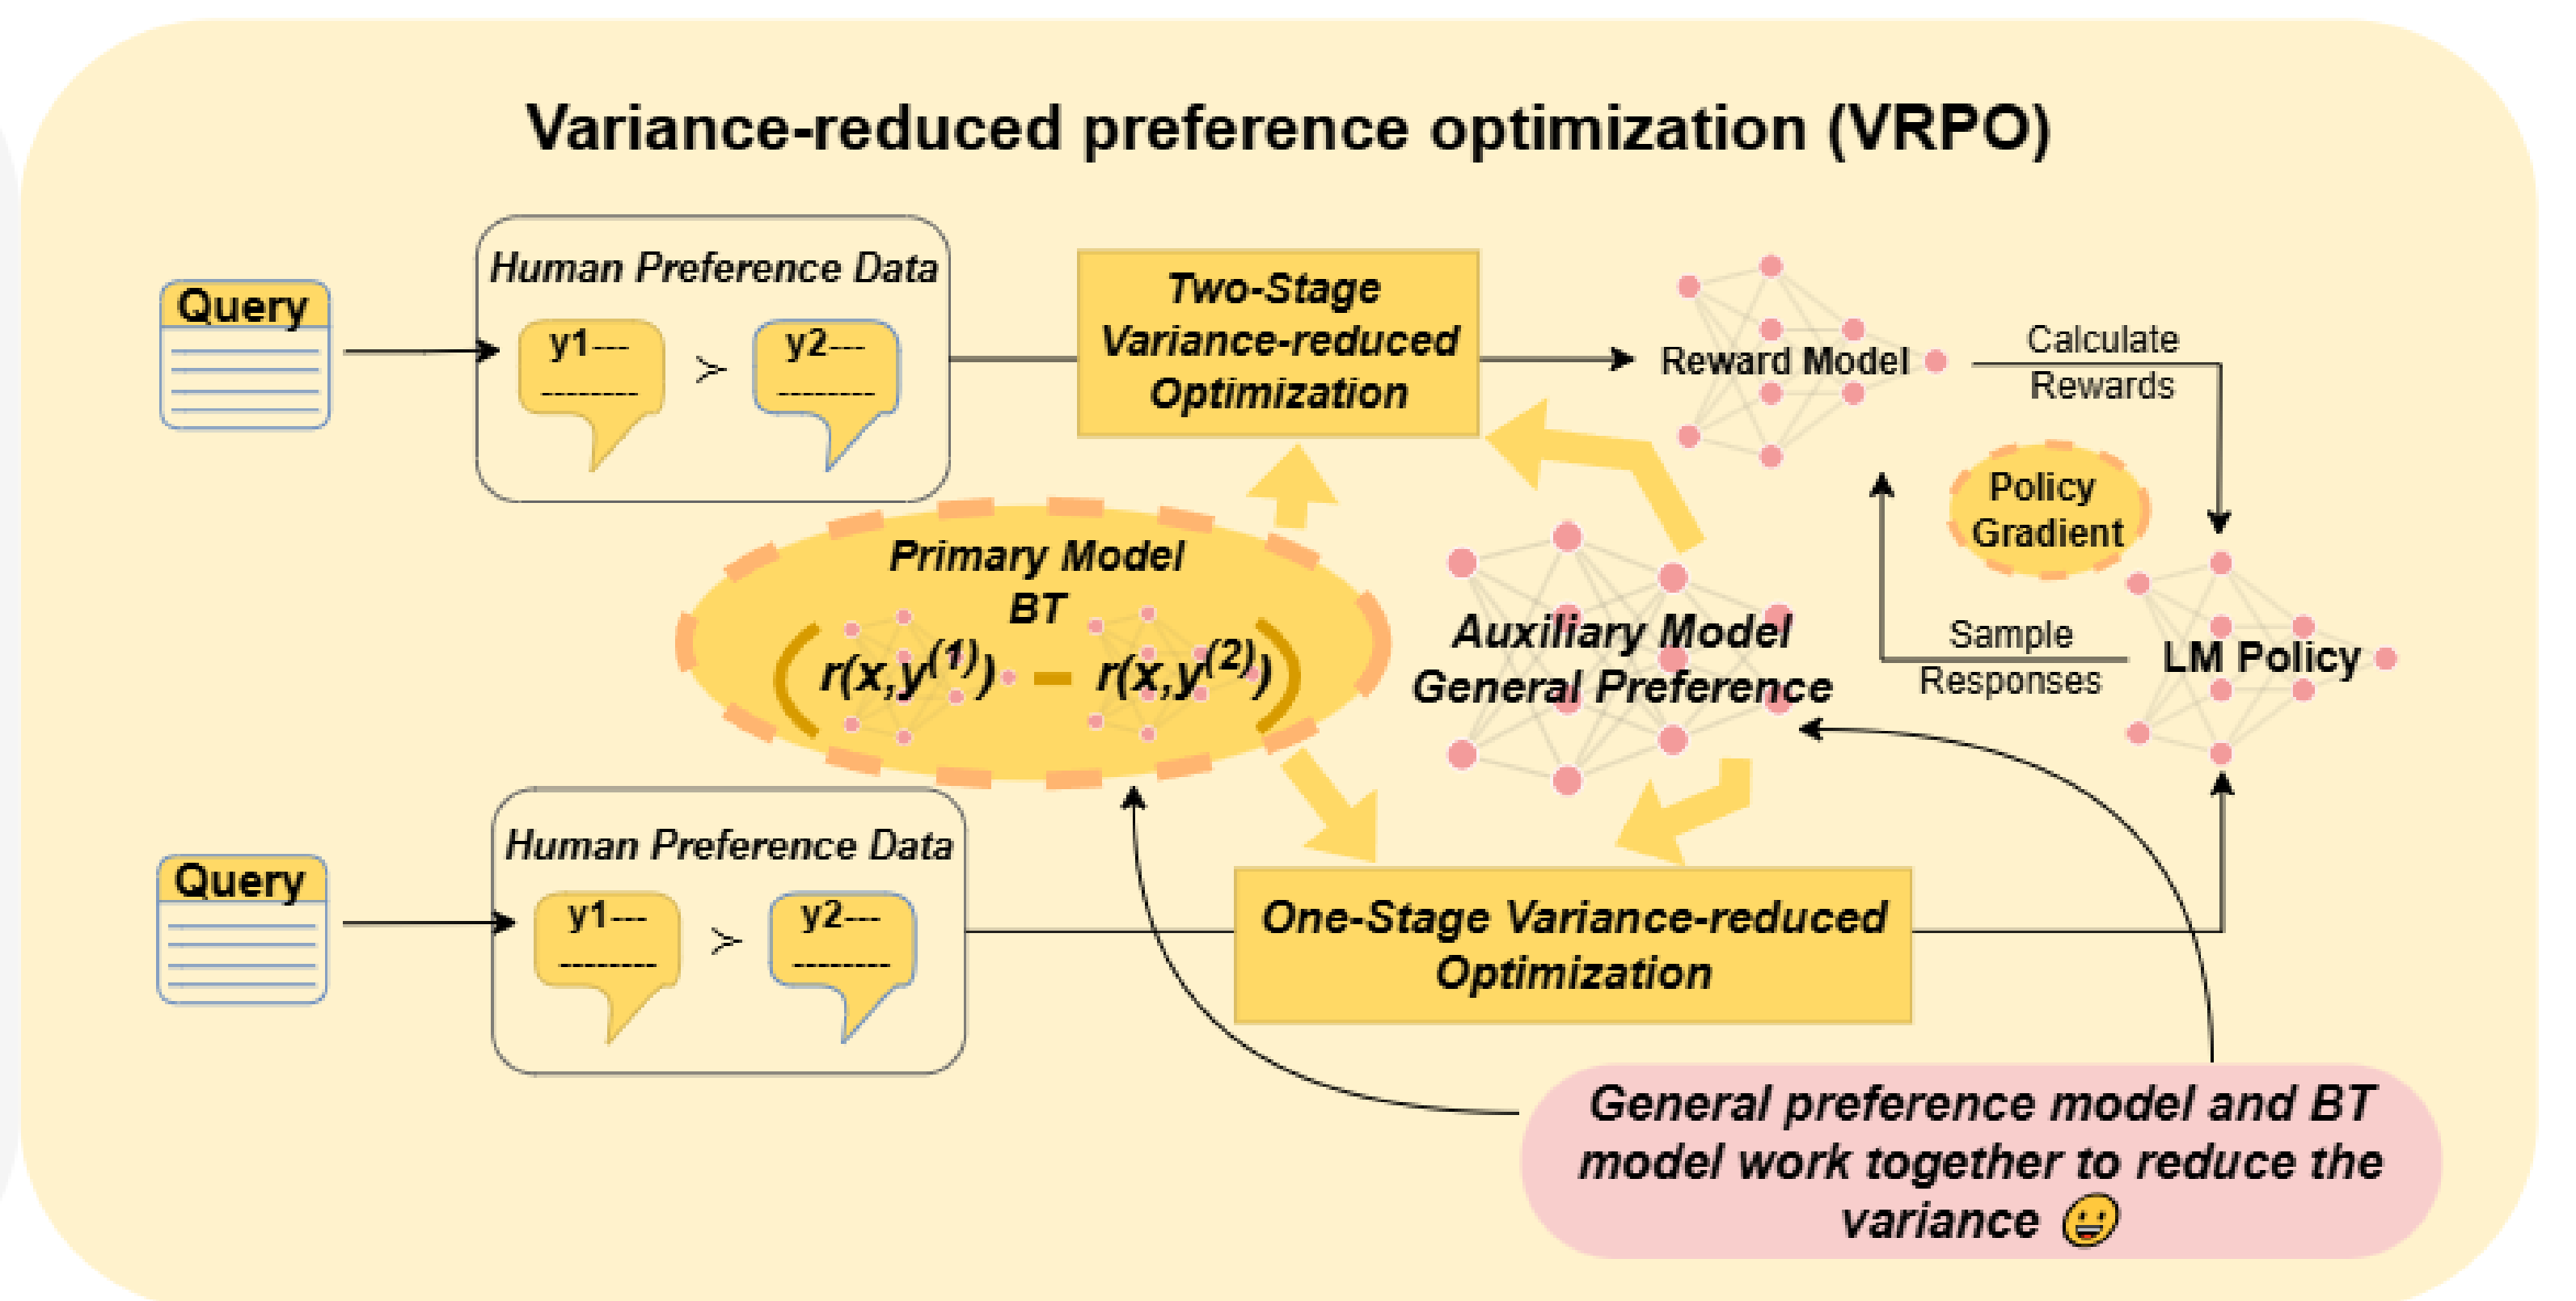 Variance-reduced preference optimization (VRPO)
Query
Human Preference Data
y1---
--------
>
y2---
--------
Two-Stage
Variance-reduced
Optimization
Reward Model
Calculate
Rewards
Policy
Gradient
Sample
Responses
LM Policy
Primary Model
BT
( r(x,y⁽¹⁾) − r(x,y⁽²⁾) )
Auxiliary Model
General Preference
Query
Human Preference Data
y1---
--------
>
y2---
--------
One-Stage Variance-reduced
Optimization
General preference model and BT
model work together to reduce the
variance 😀